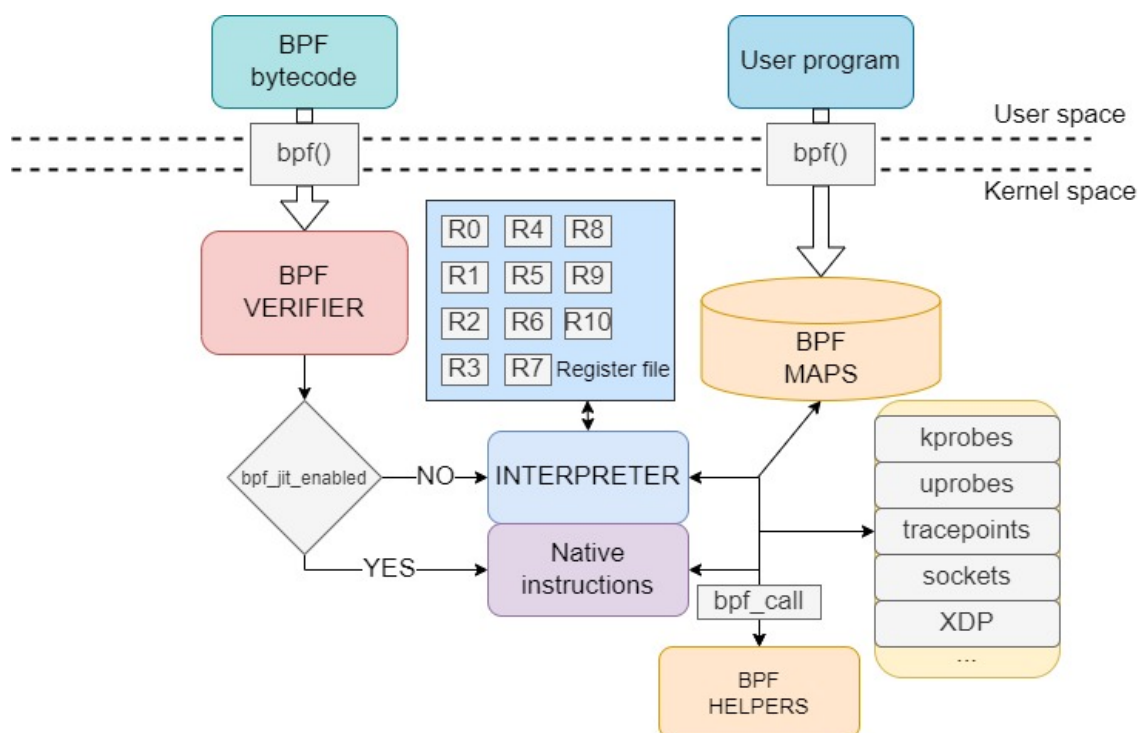 BPF
bytecode
User program
User space
bpf()
bpf()
Kernel space
R0 R4 R8
R1 R5 R9
R2 R6 R10
R3 R7 Register file
BPF
VERIFIER
BPF
MAPS
bpf_jit_enabled
NO
INTERPRETER
YES
Native
instructions
kprobes
uprobes
tracepoints
sockets
XDP
...
bpf_call
BPF
HELPERS